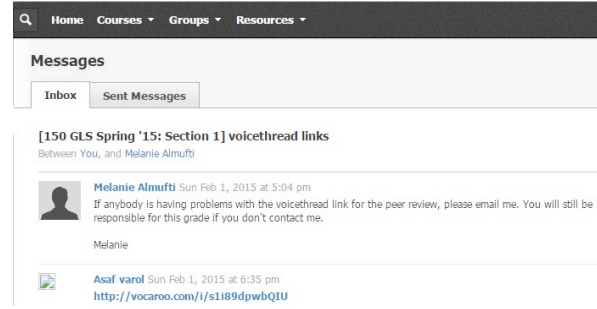 Home Courses Groups Resources
Messages
Inbox Sent Messages
[150 GLS Spring '15: Section 1] voicethread links
Between You, and Melanie Almufti
Melanie Almufti Sun Feb 1, 2015 at 5:04 pm
If anybody is having problems with the voicethread link for the peer review, please email me. You will still be
responsible for this grade if you don't contact me.
Melanie
Asaf varol Sun Feb 1, 2015 at 6:35 pm
http://vocaroo.com/i/s1i89dpwbQIU